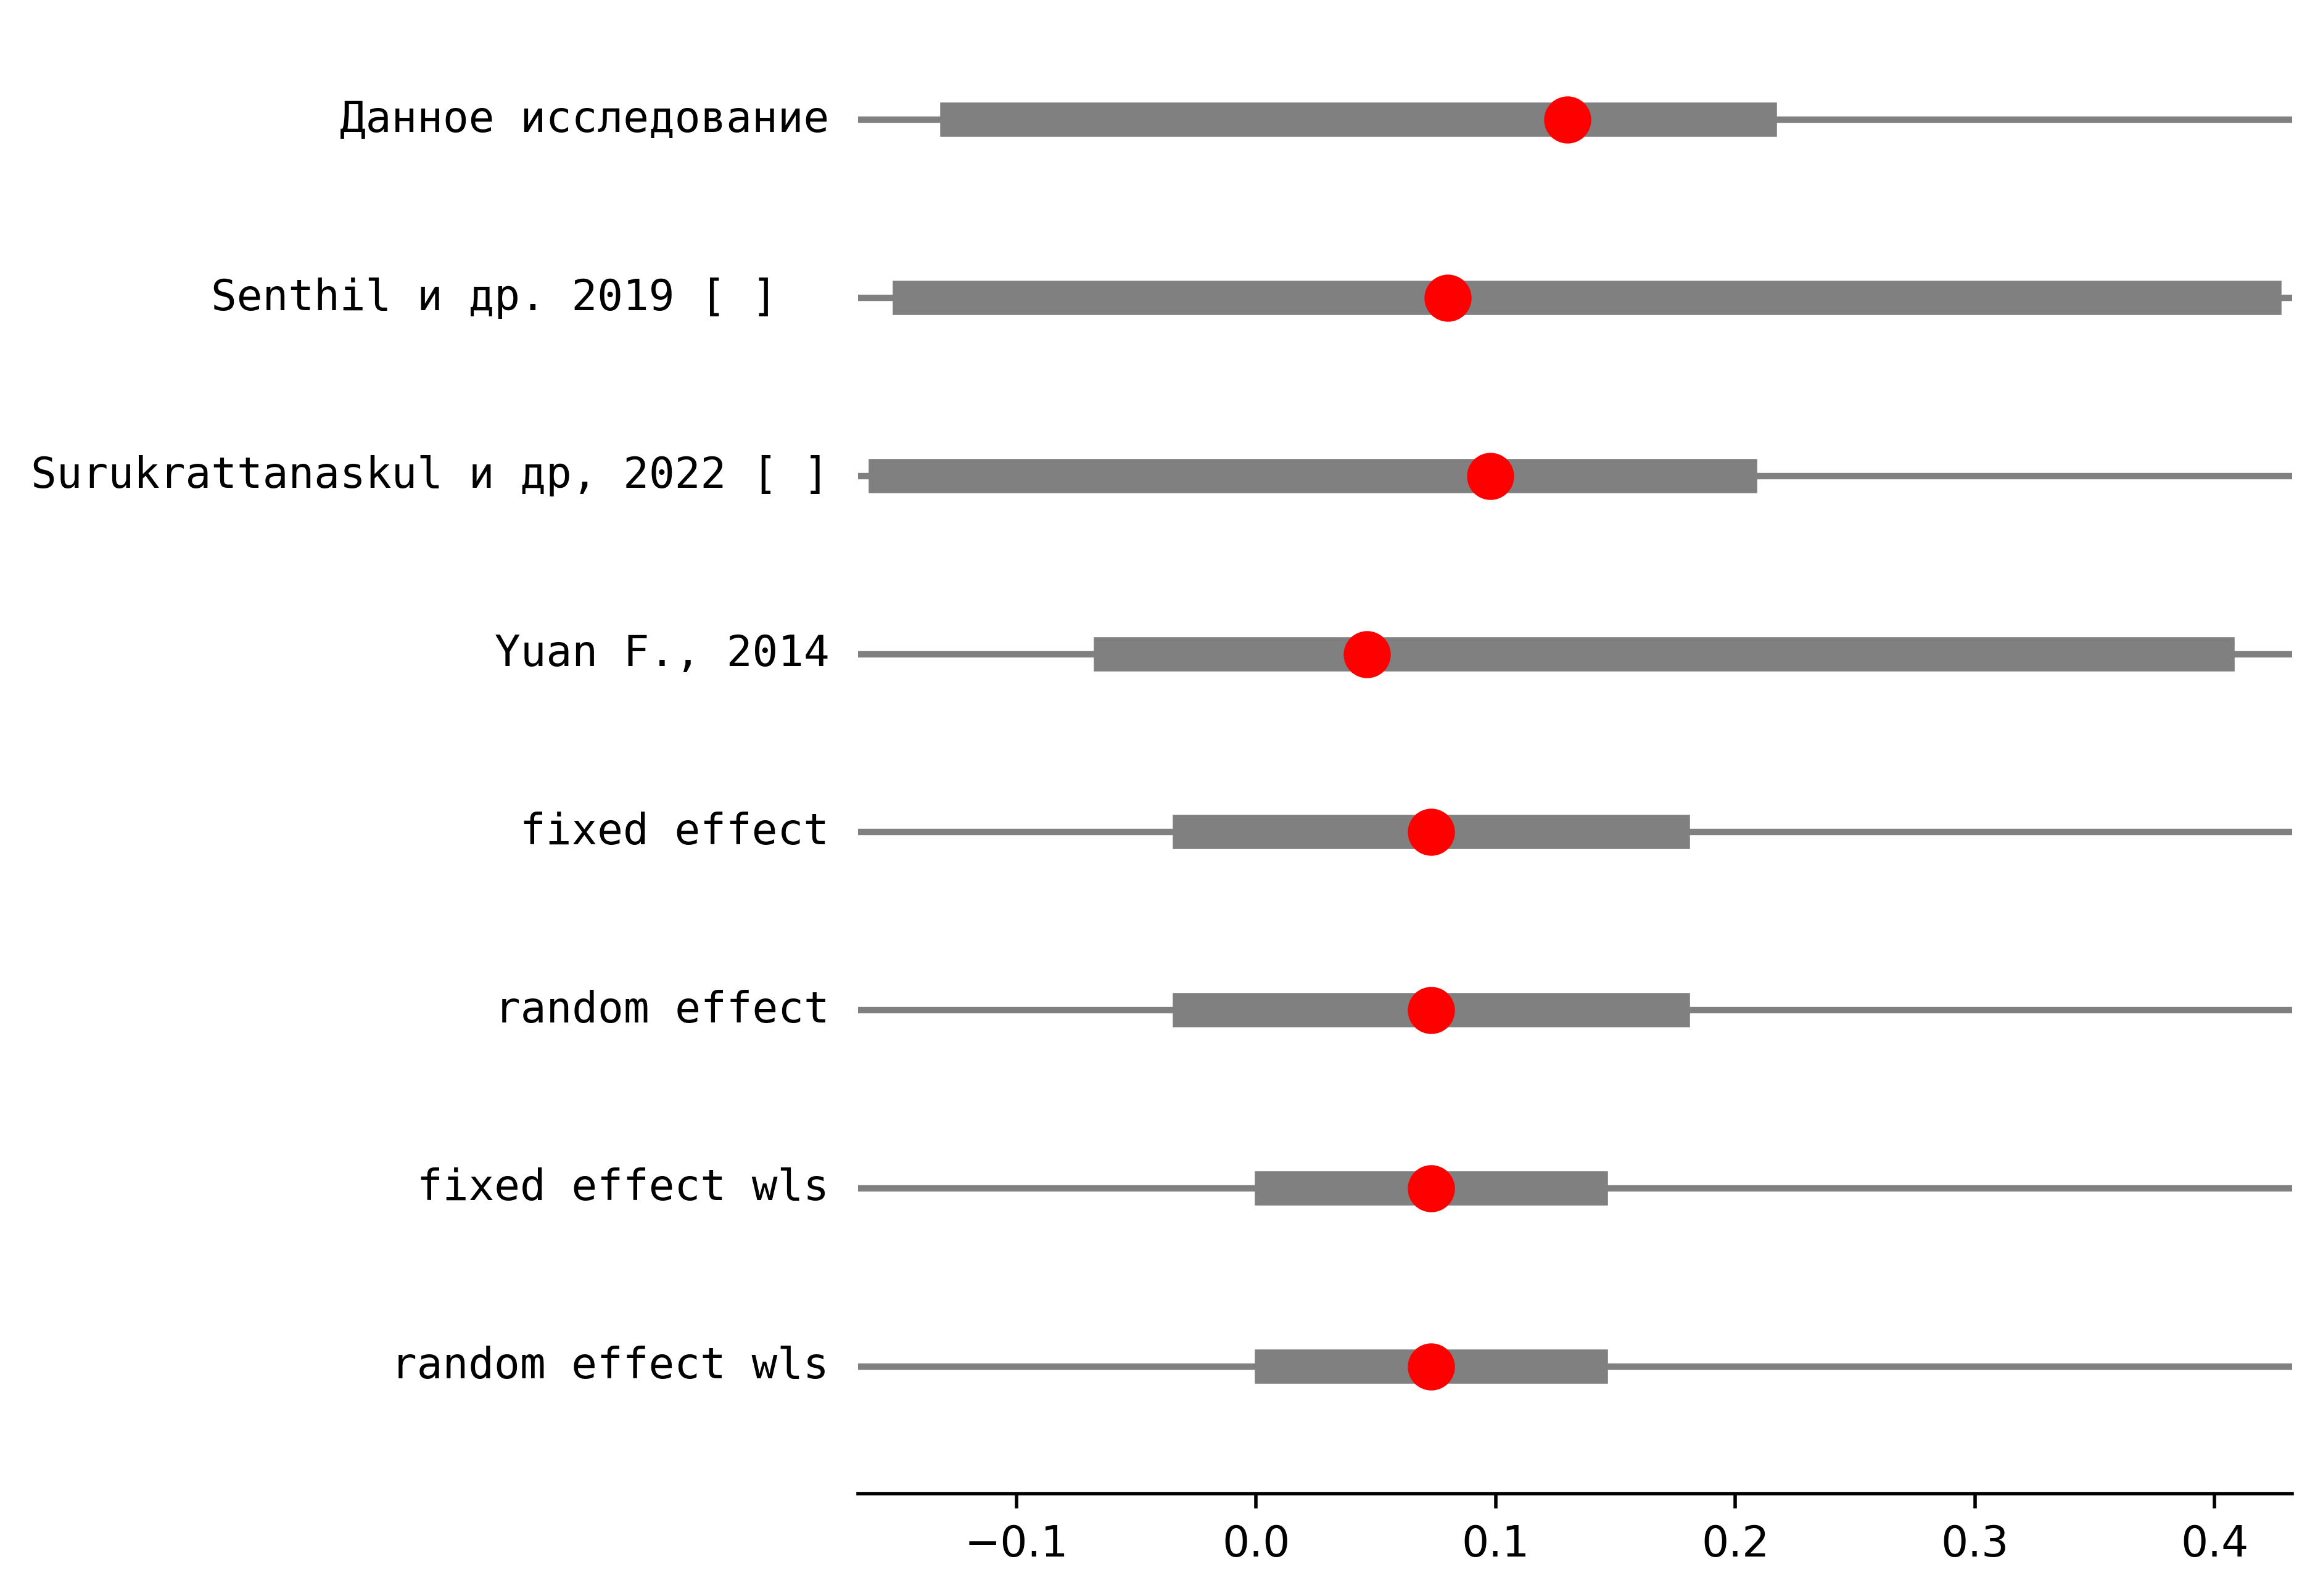 Данное исследование
Senthil и др. 2019 [ ]
Surukrattanaskul и др, 2022 [ ]
Yuan F., 2014
fixed effect
random effect
fixed effect wls
random effect wls
−0.1 0.0 0.1 0.2 0.3 0.4